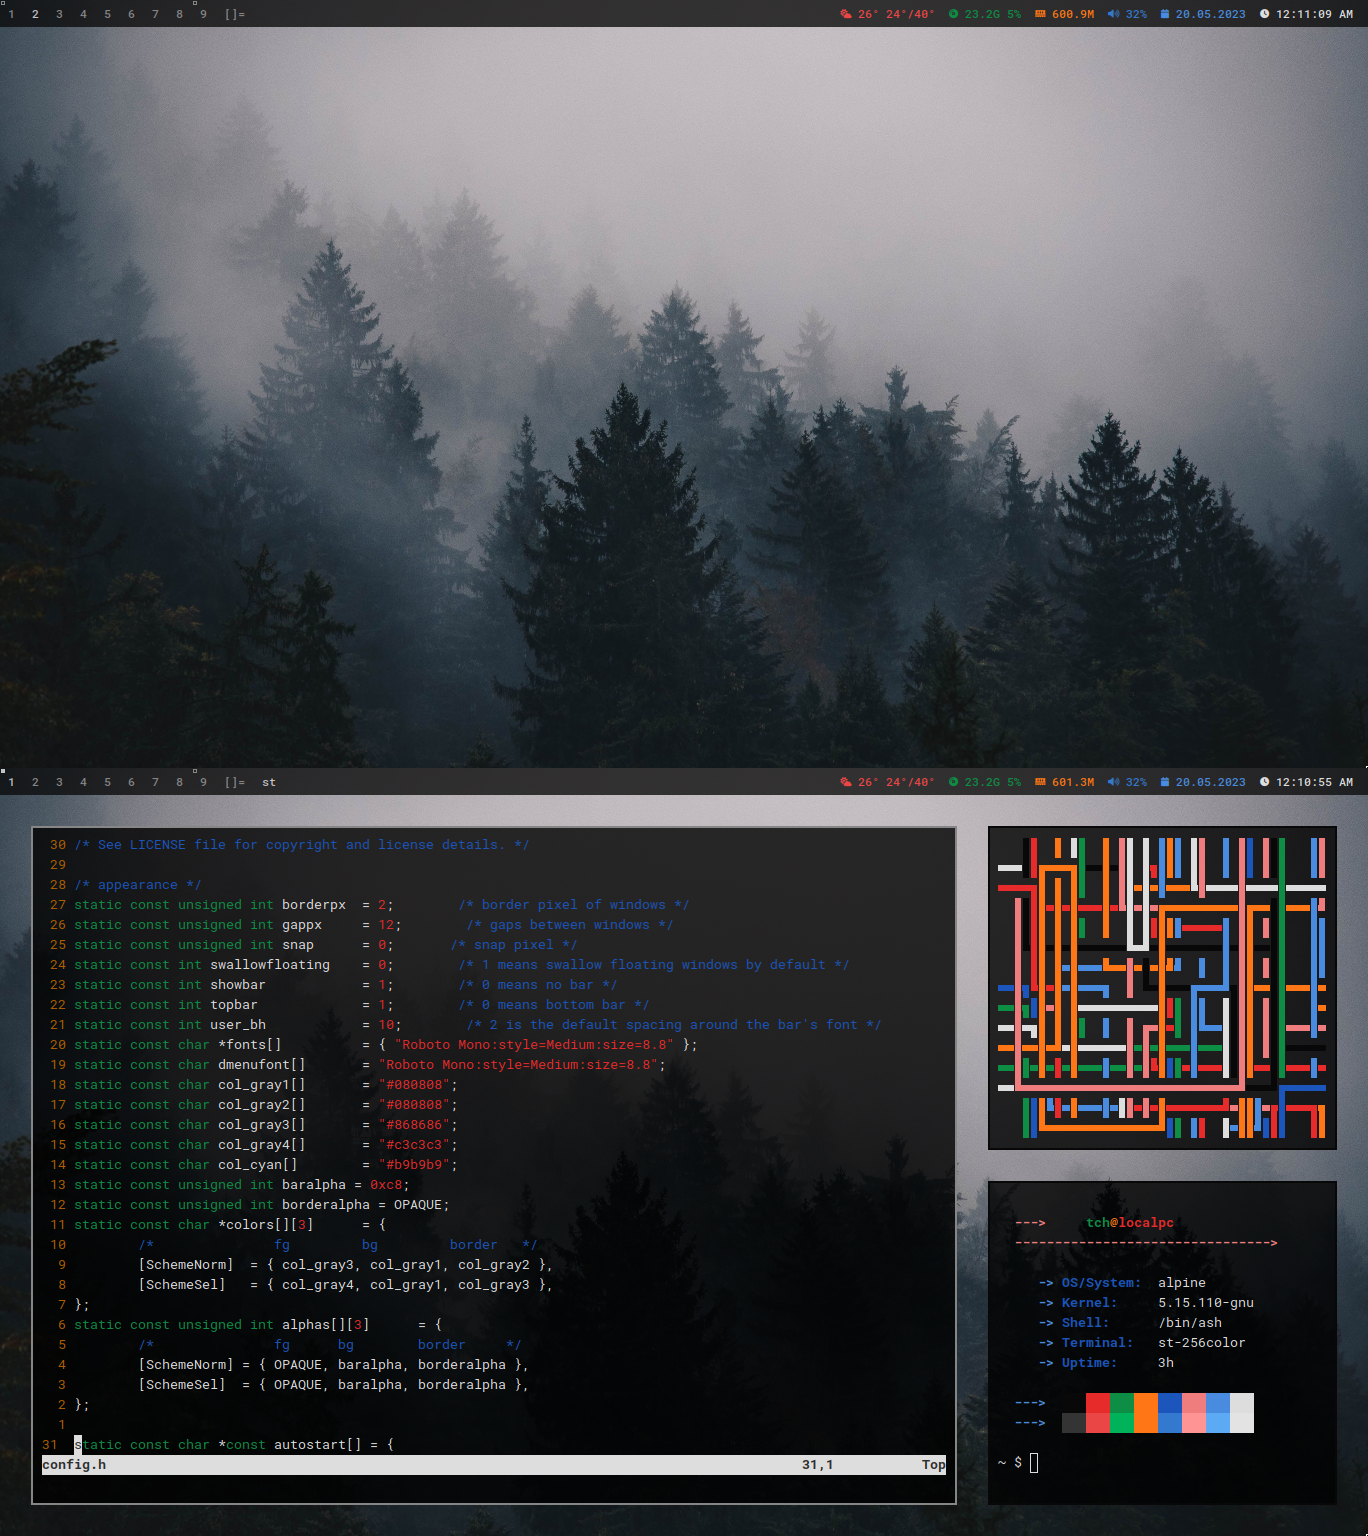 1 2 3 4 5 6 7 8 9 []= 26° 24°/40° 23.2G 5% 600.9M 32% 20.05.2023 12:11:09 AM
1 2 3 4 5 6 7 8 9 []= st 26° 24°/40° 23.2G 5% 601.3M 32% 20.05.2023 12:10:55 AM
30 /* See LICENSE file for copyright and license details. */
29
28 /* appearance */
27 static const unsigned int borderpx = 2; /* border pixel of windows */
26 static const unsigned int gappx = 12; /* gaps between windows */
25 static const unsigned int snap = 0; /* snap pixel */
24 static const int swallowfloating = 0; /* 1 means swallow floating windows by default */
23 static const int showbar = 1; /* 0 means no bar */
22 static const int topbar = 1; /* 0 means bottom bar */
21 static const int user_bh = 10; /* 2 is the default spacing around the bar's font */
20 static const char *fonts[] = { "Roboto Mono:style=Medium:size=8.8" };
19 static const char dmenufont[] = "Roboto Mono:style=Medium:size=8.8";
18 static const char col_gray1[] = "#080808";
17 static const char col_gray2[] = "#080808";
16 static const char col_gray3[] = "#868686";
15 static const char col_gray4[] = "#c3c3c3";
14 static const char col_cyan[] = "#b9b9b9";
13 static const unsigned int baralpha = 0xc8;
12 static const unsigned int borderalpha = OPAQUE;
11 static const char *colors[][3] = {
10 /* fg bg border */
9 [SchemeNorm] = { col_gray3, col_gray1, col_gray2 },
8 [SchemeSel] = { col_gray4, col_gray1, col_gray3 },
7 };
6 static const unsigned int alphas[][3] = {
5 /* fg bg border */
4 [SchemeNorm] = { OPAQUE, baralpha, borderalpha },
3 [SchemeSel] = { OPAQUE, baralpha, borderalpha },
2 };
1
31 static const char *const autostart[] = {
config.h 31,1 Top
---> tch@localpc
-------------------------------->
-> OS/System: alpine
-> Kernel: 5.15.110-gnu
-> Shell: /bin/ash
-> Terminal: st-256color
-> Uptime: 3h
--->
--->
~ $